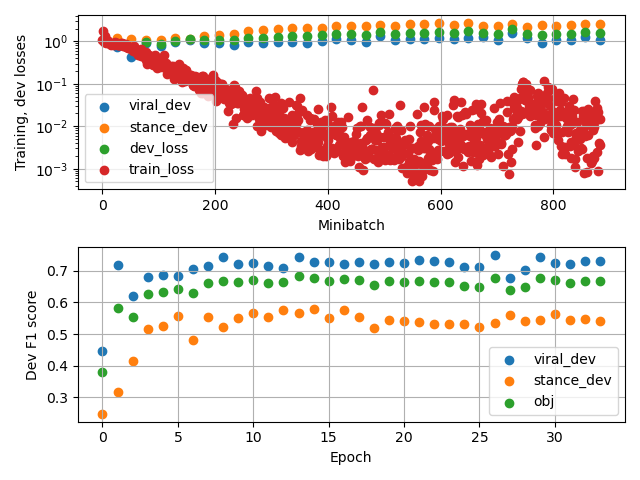 Training, dev losses
10⁰
10⁻¹
10⁻²
10⁻³
viral_dev
stance_dev
dev_loss
train_loss
0 200 400 600 800
Minibatch
Dev F1 score
0.7
0.6
0.5
0.4
0.3
viral_dev
stance_dev
obj
0 5 10 15 20 25 30
Epoch